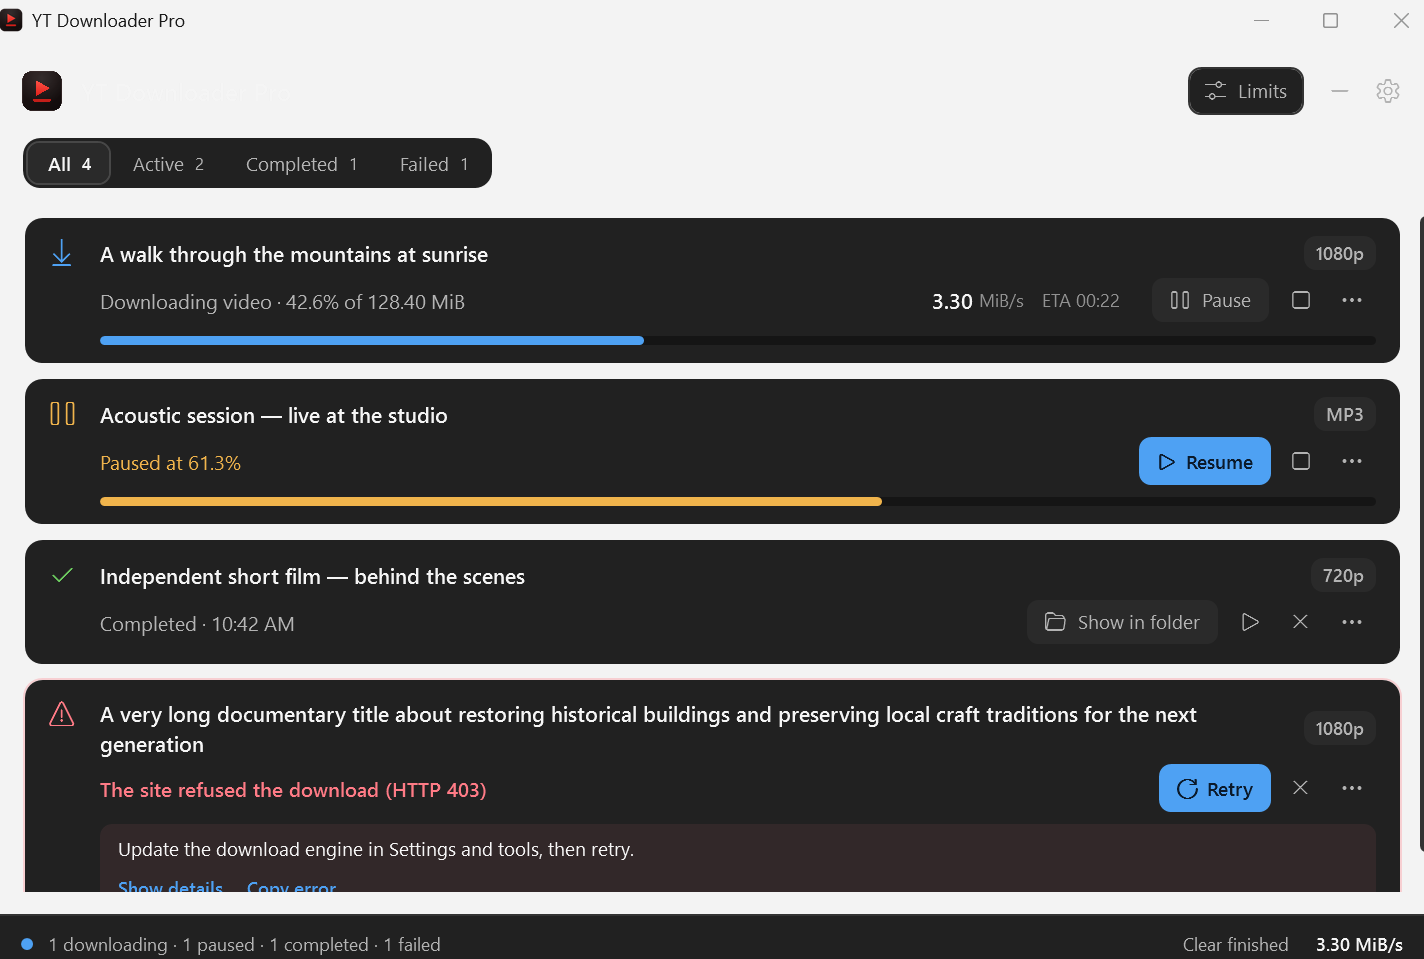 YT Downloader Pro
Limits
All 4 Active 2 Completed 1 Failed 1
A walk through the mountains at sunrise
1080p
Downloading video · 42.6% of 128.40 MiB
3.30 MiB/s ETA 00:22 Pause
Acoustic session — live at the studio
MP3
Paused at 61.3%
Resume
Independent short film — behind the scenes
720p
Completed · 10:42 AM
Show in folder
A very long documentary title about restoring historical buildings and preserving local craft traditions for the next
generation
1080p
The site refused the download (HTTP 403)
Retry
Update the download engine in Settings and tools, then retry.
Show details Copy error
1 downloading · 1 paused · 1 completed · 1 failed
Clear finished 3.30 MiB/s